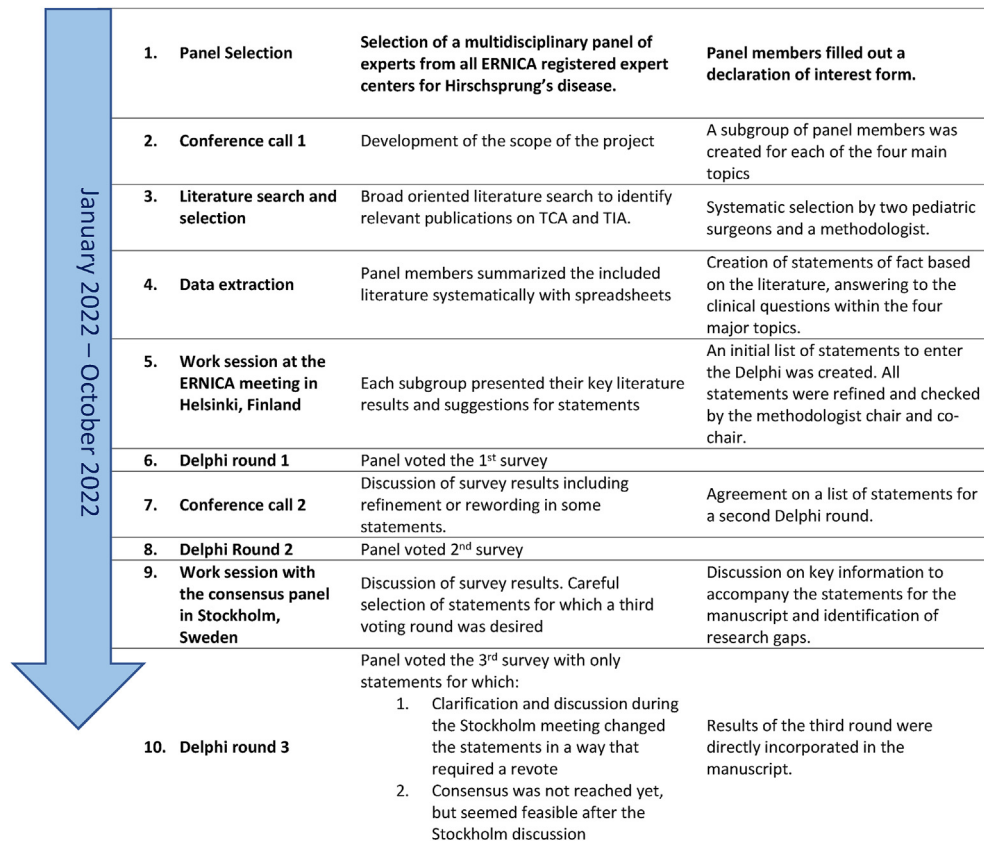 January 2022 – October 2022
1. Panel Selection
Selection of a multidisciplinary panel of
experts from all ERNICA registered expert
centers for Hirschsprung's disease.
Panel members filled out a
declaration of interest form.
2. Conference call 1
Development of the scope of the project
A subgroup of panel members was
created for each of the four main
topics
3. Literature search and
selection
Broad oriented literature search to identify
relevant publications on TCA and TIA.
Systematic selection by two pediatric
surgeons and a methodologist.
4. Data extraction
Panel members summarized the included
literature systematically with spreadsheets
Creation of statements of fact based
on the literature, answering to the
clinical questions within the four
major topics.
5. Work session at the
ERNICA meeting in
Helsinki, Finland
Each subgroup presented their key literature
results and suggestions for statements
An initial list of statements to enter
the Delphi was created. All
statements were refined and checked
by the methodologist chair and co-
chair.
6. Delphi round 1
Panel voted the 1st survey
7. Conference call 2
Discussion of survey results including
refinement or rewording in some
statements.
Agreement on a list of statements for
a second Delphi round.
8. Delphi Round 2
Panel voted 2nd survey
9. Work session with
the consensus panel
in Stockholm,
Sweden
Discussion of survey results. Careful
selection of statements for which a third
voting round was desired
Discussion on key information to
accompany the statements for the
manuscript and identification of
research gaps.
10. Delphi round 3
Panel voted the 3rd survey with only
statements for which:
1. Clarification and discussion during
the Stockholm meeting changed
the statements in a way that
required a revote
2. Consensus was not reached yet,
but seemed feasible after the
Stockholm discussion
Results of the third round were
directly incorporated in the
manuscript.